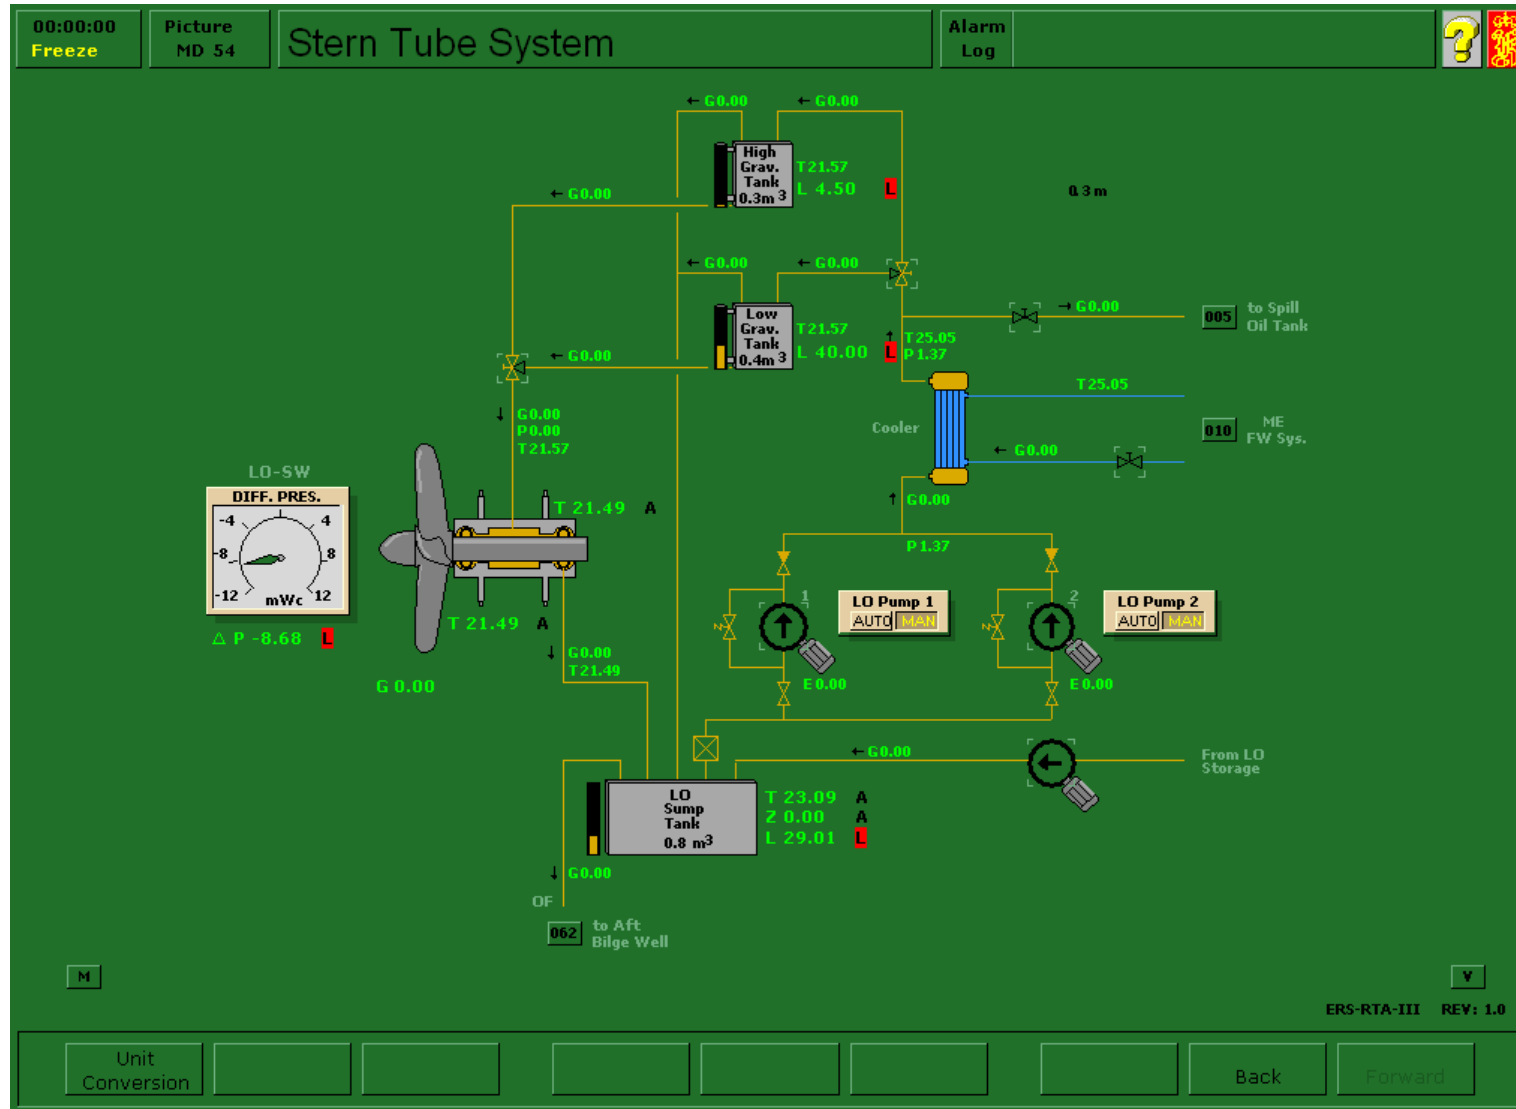 00:00:00
Freeze
Picture
MD 54
Stern Tube System
Alarm
Log
← G0.00
← G0.00
High
Grav.
Tank
0.3m 3
T21.57
L 4.50 L
0.3 m
← G0.00
← G0.00
← G0.00
Low
Grav.
Tank
0.4m 3
T21.57
L 40.00 L
→ G0.00
005
to Spill
Oil Tank
T25.05
P1.37
← G0.00
T25.05
Cooler
010
ME
FW Sys.
← G0.00
G0.00
P0.00
T21.57
LO-SW
DIFF. PRES.
-4 4
-8 8
-12 mWc 12
Δ P -8.68 L
T 21.49 A
T 21.49 A
G 0.00
G0.00
T21.49
G0.00
P1.37
1
LO Pump 1
AUTO MAN
E0.00
2
LO Pump 2
AUTO MAN
E0.00
← G0.00
From LO
Storage
LO
Sump
Tank
0.8 m3
T 23.09 A
Z 0.00 A
L 29.01 L
G0.00
OF
062
to Aft
Bilge Well
M
V
ERS-RTA-III REV: 1.0
Unit
Conversion
Back
Forward